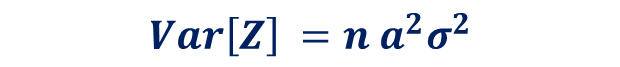 Var[Z] = n a²σ²